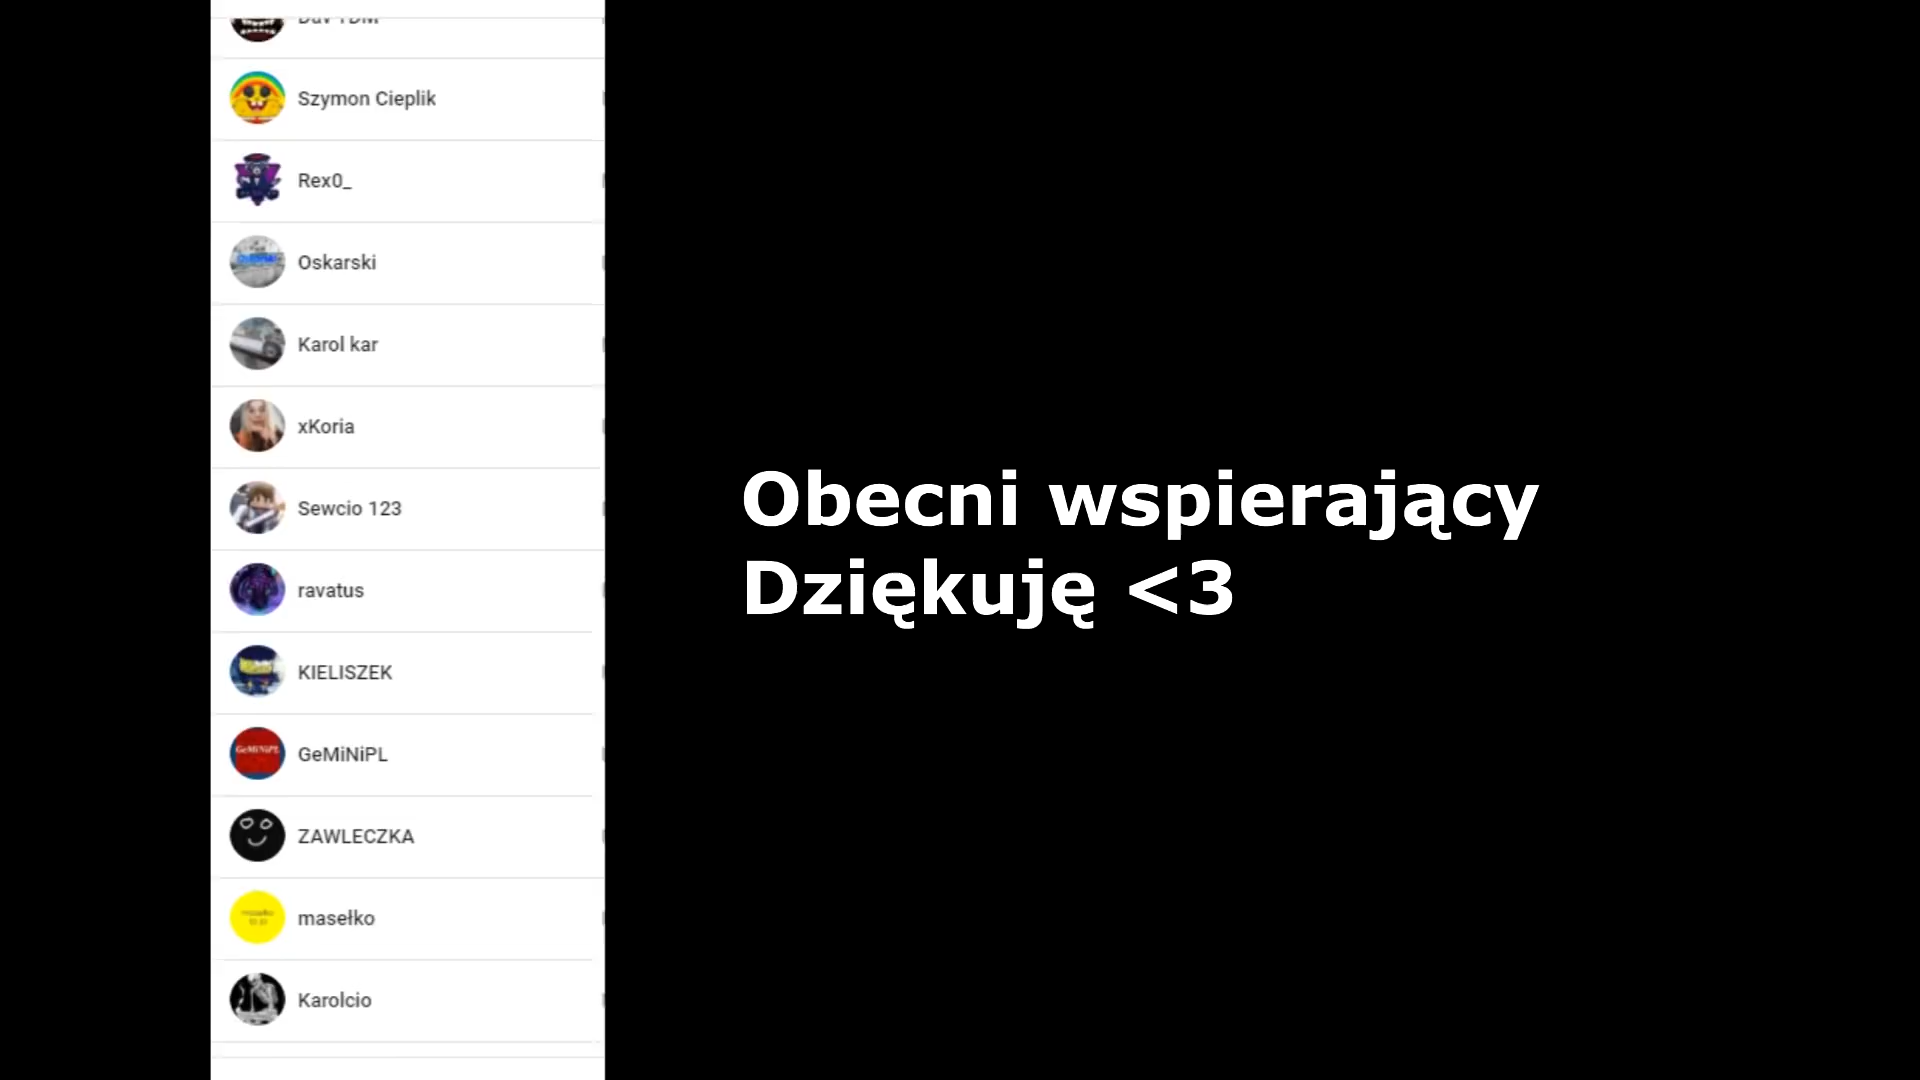 Szymon Cieplik
Rex0_
Oskarski
Karol kar
xKoria
Sewcio 123
ravatus
KIELISZEK
GeMiNiPL
GeMiNiPL
ZAWLECZKA
masełko
Karolcio
Obecni wspierający
Dziękuję <3